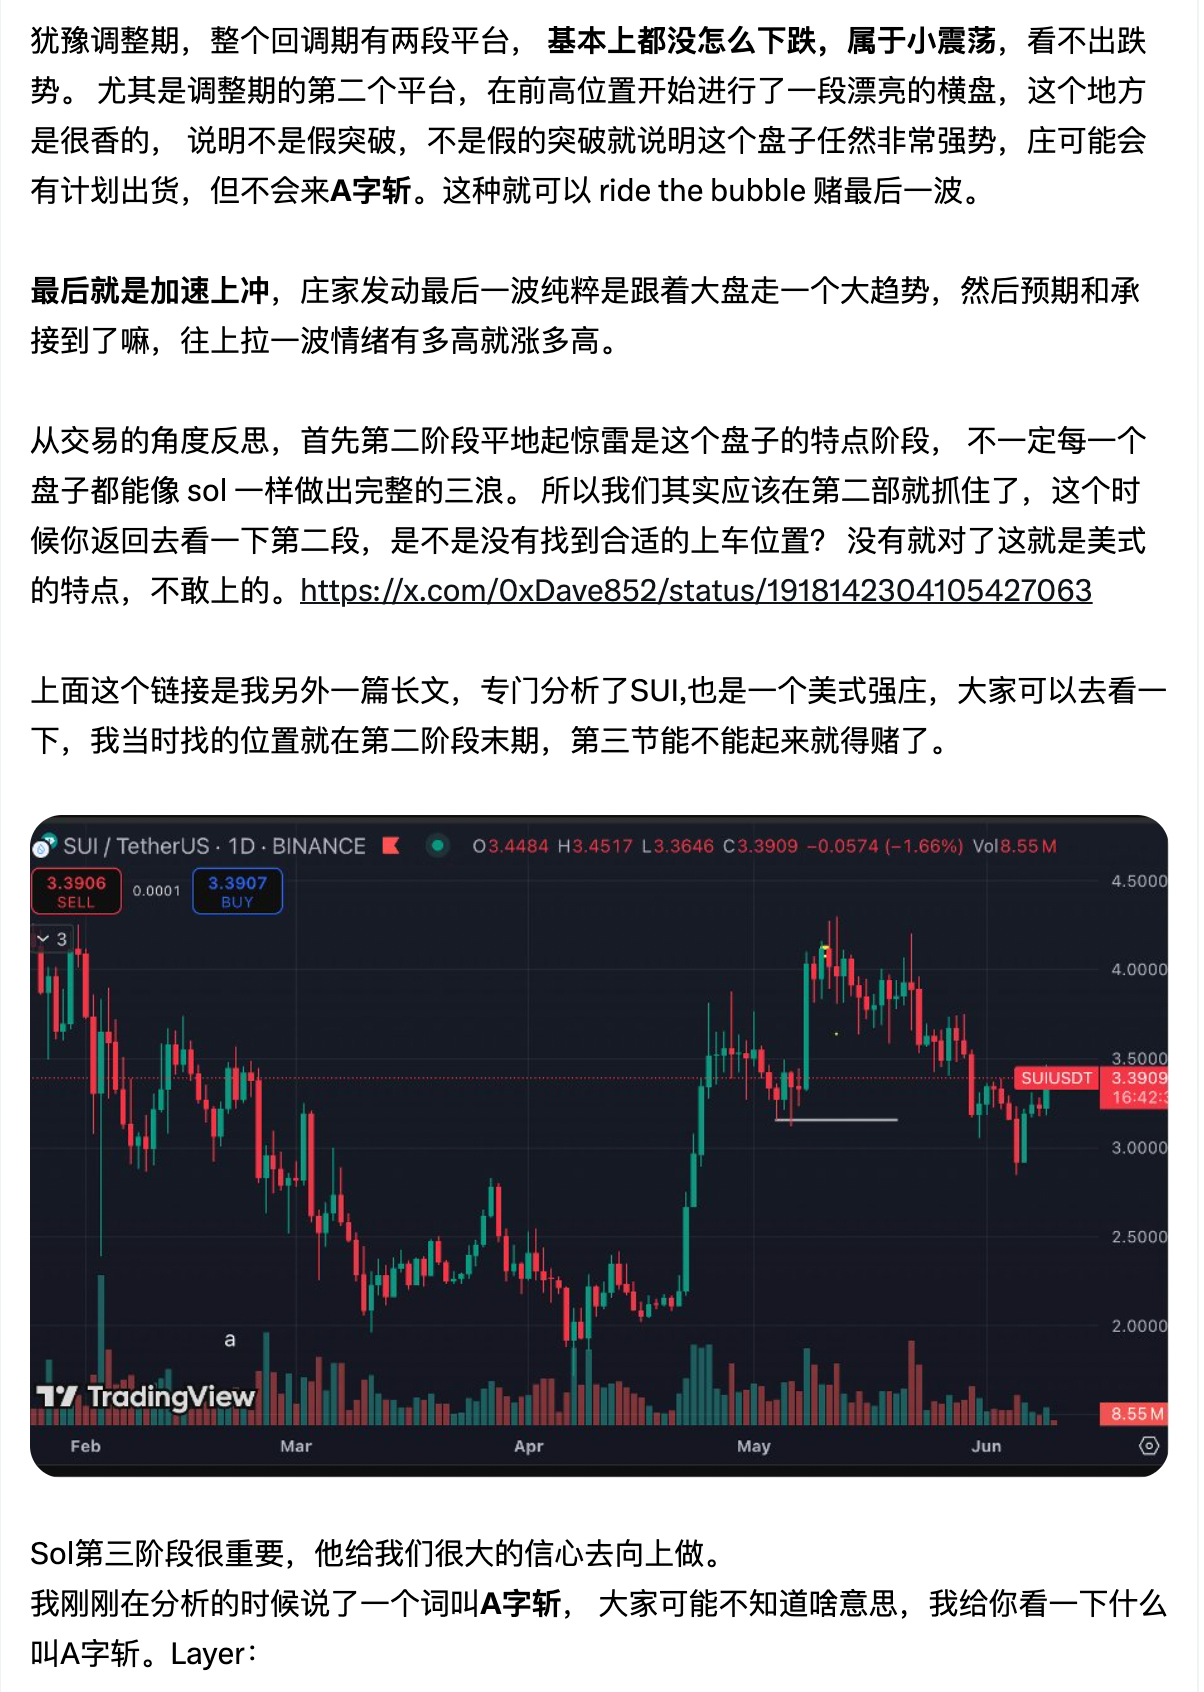 犹豫调整期，整个回调期有两段平台， 基本上都没怎么下跌，属于小震荡，看不出跌
势。 尤其是调整期的第二个平台，在前高位置开始进行了一段漂亮的横盘，这个地方
是很香的， 说明不是假突破，不是假的突破就说明这个盘子任然非常强势，庄可能会
有计划出货，但不会来A字斩。这种就可以 ride the bubble 赌最后一波。
最后就是加速上冲，庄家发动最后一波纯粹是跟着大盘走一个大趋势，然后预期和承
接到了嘛，往上拉一波情绪有多高就涨多高。
从交易的角度反思，首先第二阶段平地起惊雷是这个盘子的特点阶段， 不一定每一个
盘子都能像 sol 一样做出完整的三浪。 所以我们其实应该在第二部就抓住了，这个时
候你返回去看一下第二段，是不是没有找到合适的上车位置？ 没有就对了这就是美式
的特点，不敢上的。https://x.com/0xDave852/status/1918142304105427063
上面这个链接是我另外一篇长文，专门分析了SUI,也是一个美式强庄，大家可以去看一
下，我当时找的位置就在第二阶段末期，第三节能不能起来就得赌了。
SUI / TetherUS · 1D · BINANCE O3.4484 H3.4517 L3.3646 C3.3909 −0.0574 (−1.66%) Vol8.55 M
3.3906 SELL 0.0001 3.3907 BUY
4.5000
3
4.0000
3.5000
SUIUSDT 3.3909
16:42:
3.0000
2.5000
2.0000
a
TradingView
8.55 M
Feb Mar Apr May Jun
Sol第三阶段很重要，他给我们很大的信心去向上做。
我刚刚在分析的时候说了一个词叫A字斩， 大家可能不知道啥意思，我给你看一下什么
叫A字斩。Layer：